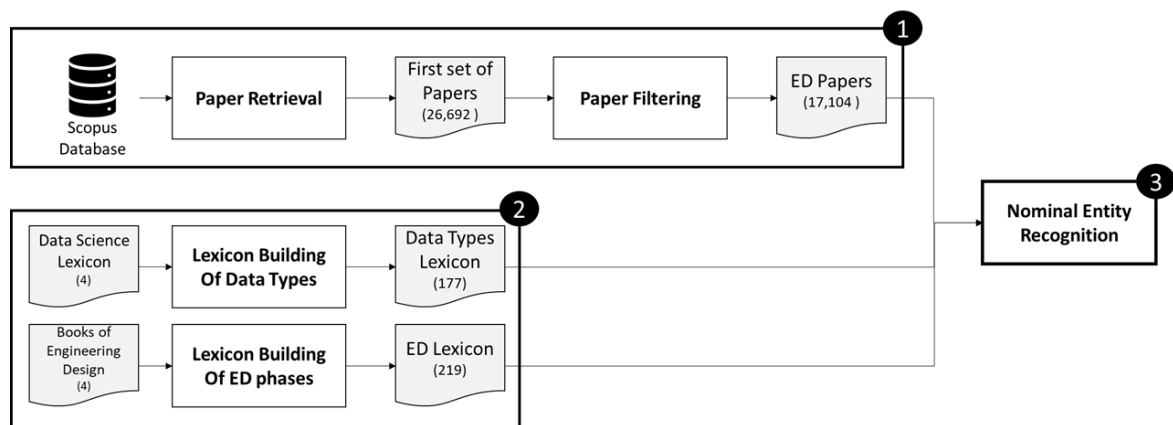 1
Scopus
Database
Paper Retrieval
First set of
Papers
(26,692 )
Paper Filtering
ED Papers
(17,104 )
2
Data Science
Lexicon
(4)
Lexicon Building
Of Data Types
Data Types
Lexicon
(177)
Books of
Engineering
Design
(4)
Lexicon Building
Of ED phases
ED Lexicon
(219)
3
Nominal Entity
Recognition